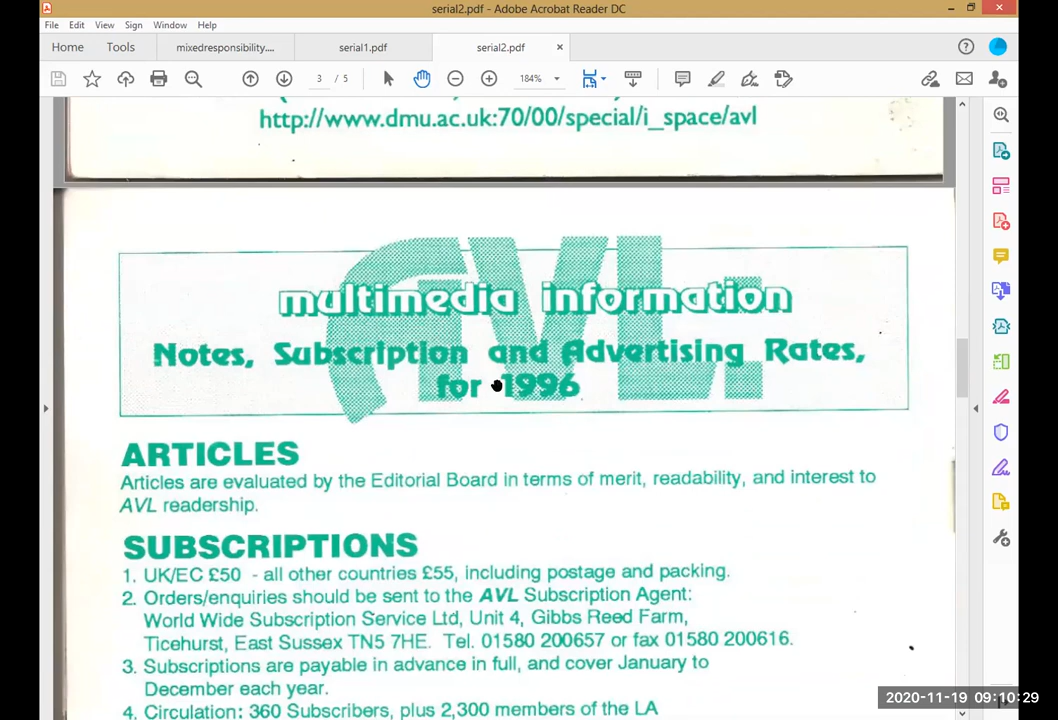 serial2.pdf - Adobe Acrobat Reader DC
File Edit View Sign Window Help
Home Tools mixedresponsibility.... serial1.pdf serial2.pdf
3 / 5 184%
http://www.dmu.ac.uk:70/00/special/i_space/avl
AVL:
multimedia information
Notes, Subscription and Advertising Rates,
for 1996
ARTICLES
Articles are evaluated by the Editorial Board in terms of merit, readability, and interest to
AVL readership.
SUBSCRIPTIONS
1. UK/EC £50 - all other countries £55, including postage and packing.
2. Orders/enquiries should be sent to the AVL Subscription Agent:
World Wide Subscription Service Ltd, Unit 4, Gibbs Reed Farm,
Ticehurst, East Sussex TN5 7HE. Tel. 01580 200657 or fax 01580 200616.
3. Subscriptions are payable in advance in full, and cover January to
December each year.
4. Circulation: 360 Subscribers, plus 2,300 members of the LA
2020-11-19 09:10:29